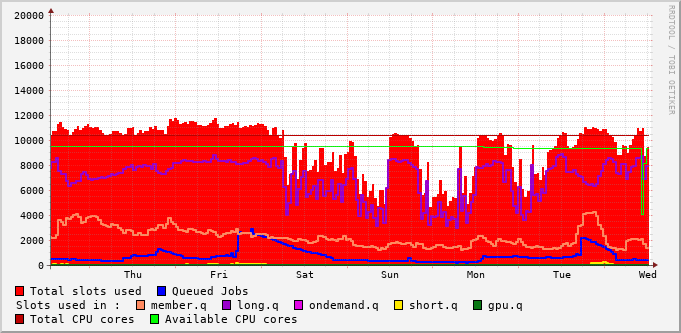 20000
18000
16000
14000
12000
10000
8000
6000
4000
2000
0
Thu Fri Sat Sun Mon Tue Wed
RRDTOOL / TOBI OETIKER
Total slots used Queued Jobs
Slots used in : member.q long.q ondemand.q short.q gpu.q
Total CPU cores Available CPU cores